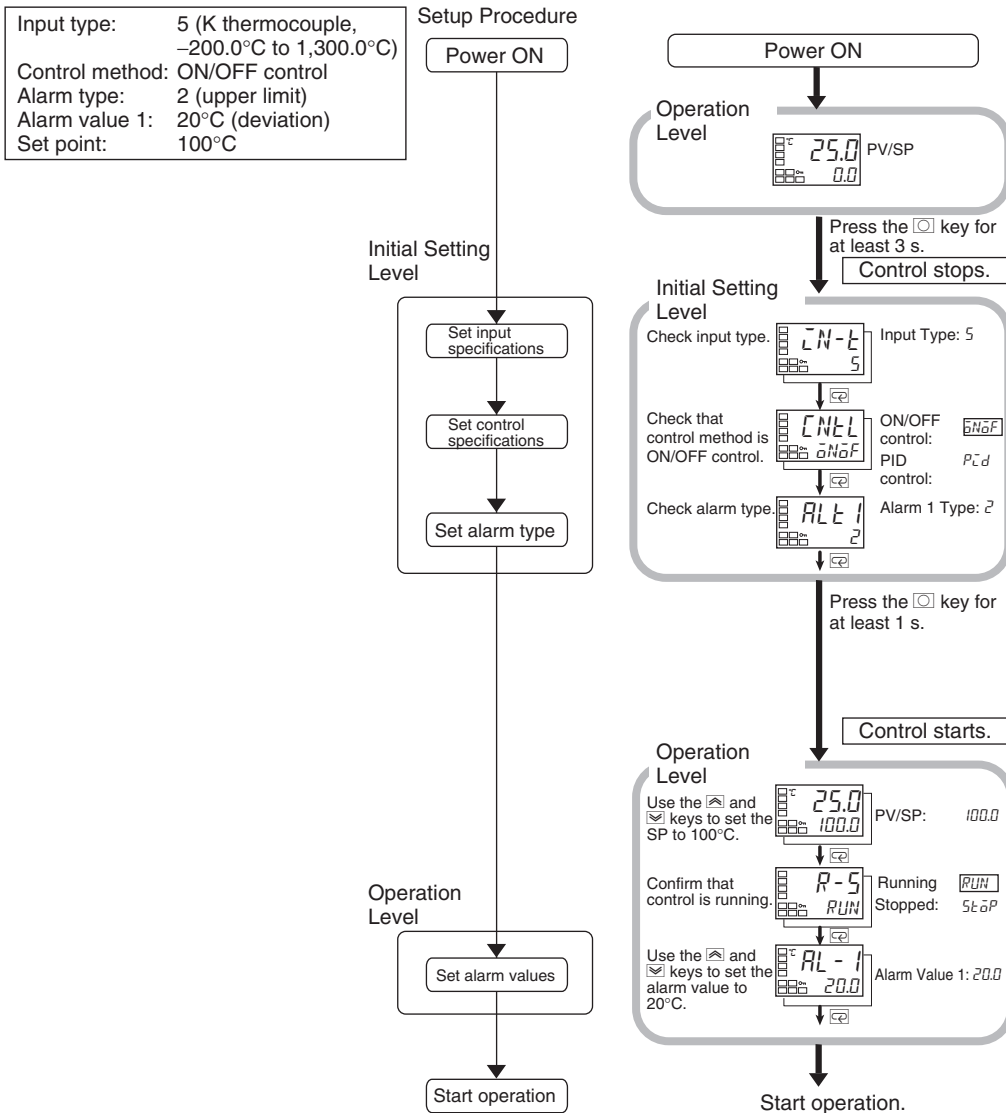 Input type: 5 (K thermocouple,
–200.0°C to 1,300.0°C)
Control method: ON/OFF control
Alarm type: 2 (upper limit)
Alarm value 1: 20°C (deviation)
Set point: 100°C
Setup Procedure
Power ON
Initial Setting
Level
Set input
specifications
Set control
specifications
Set alarm type
Operation
Level
Set alarm values
Start operation
Power ON
Operation
Level
°C
25.0
0.0
PV/SP
Press the key for
at least 3 s.
Control stops.
Initial Setting
Level
Check input type.
IN-T
5
Input Type: 5
Check that
control method is
ON/OFF control.
CNTL
ONOF
ON/OFF
control:
ONOF
PID
control:
PID
Check alarm type.
ALT1
2
Alarm 1 Type: 2
Press the key for
at least 1 s.
Control starts.
Operation
Level
Use the and
keys to set the
SP to 100°C.
°C
25.0
100.0
PV/SP: 100.0
Confirm that
control is running.
R-S
RUN
Running RUN
Stopped: STOP
Use the and
keys to set the
alarm value to
20°C.
°C
AL-1
20.0
Alarm Value 1: 20.0
Start operation.